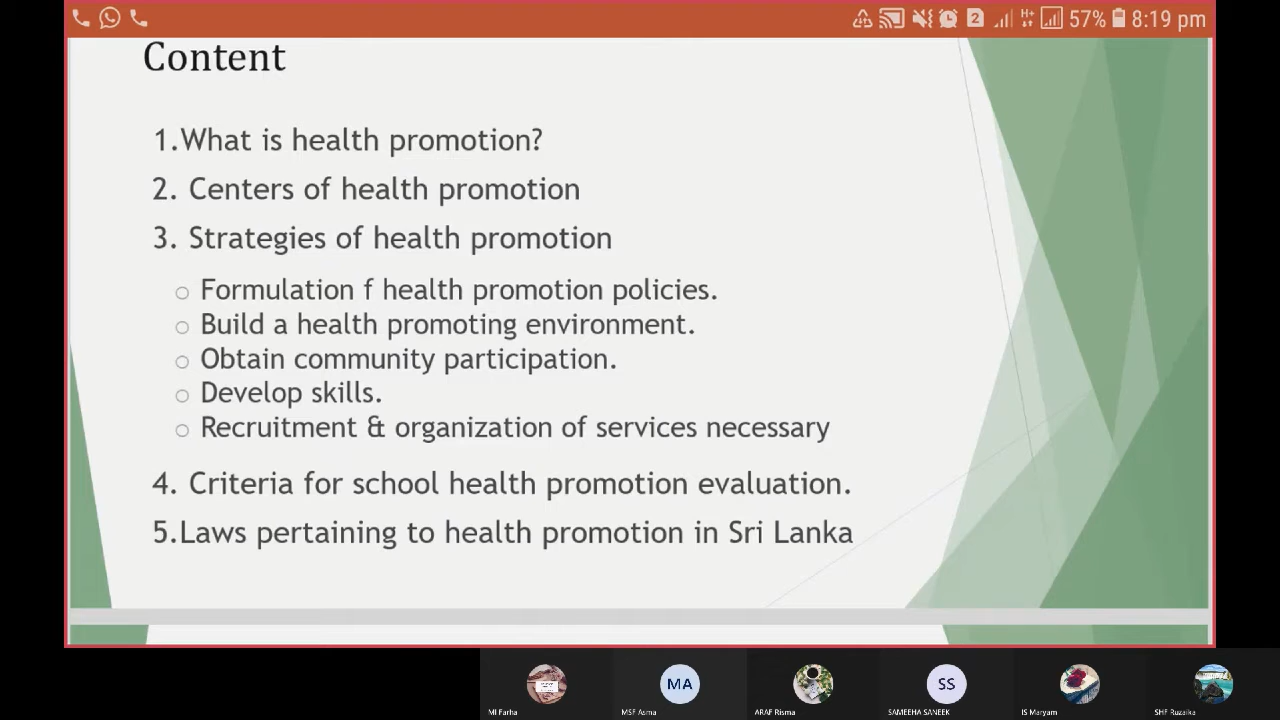 2 H+ 57% 8:19 pm
Content
1.What is health promotion?
2. Centers of health promotion
3. Strategies of health promotion
Formulation f health promotion policies.
Build a health promoting environment.
Obtain community participation.
Develop skills.
Recruitment & organization of services necessary
4. Criteria for school health promotion evaluation.
5.Laws pertaining to health promotion in Sri Lanka
MA SS
MI Farha MSF Asma ARAF Risma SAMEEHA SANEEK IS Maryam SHF Ruzaika